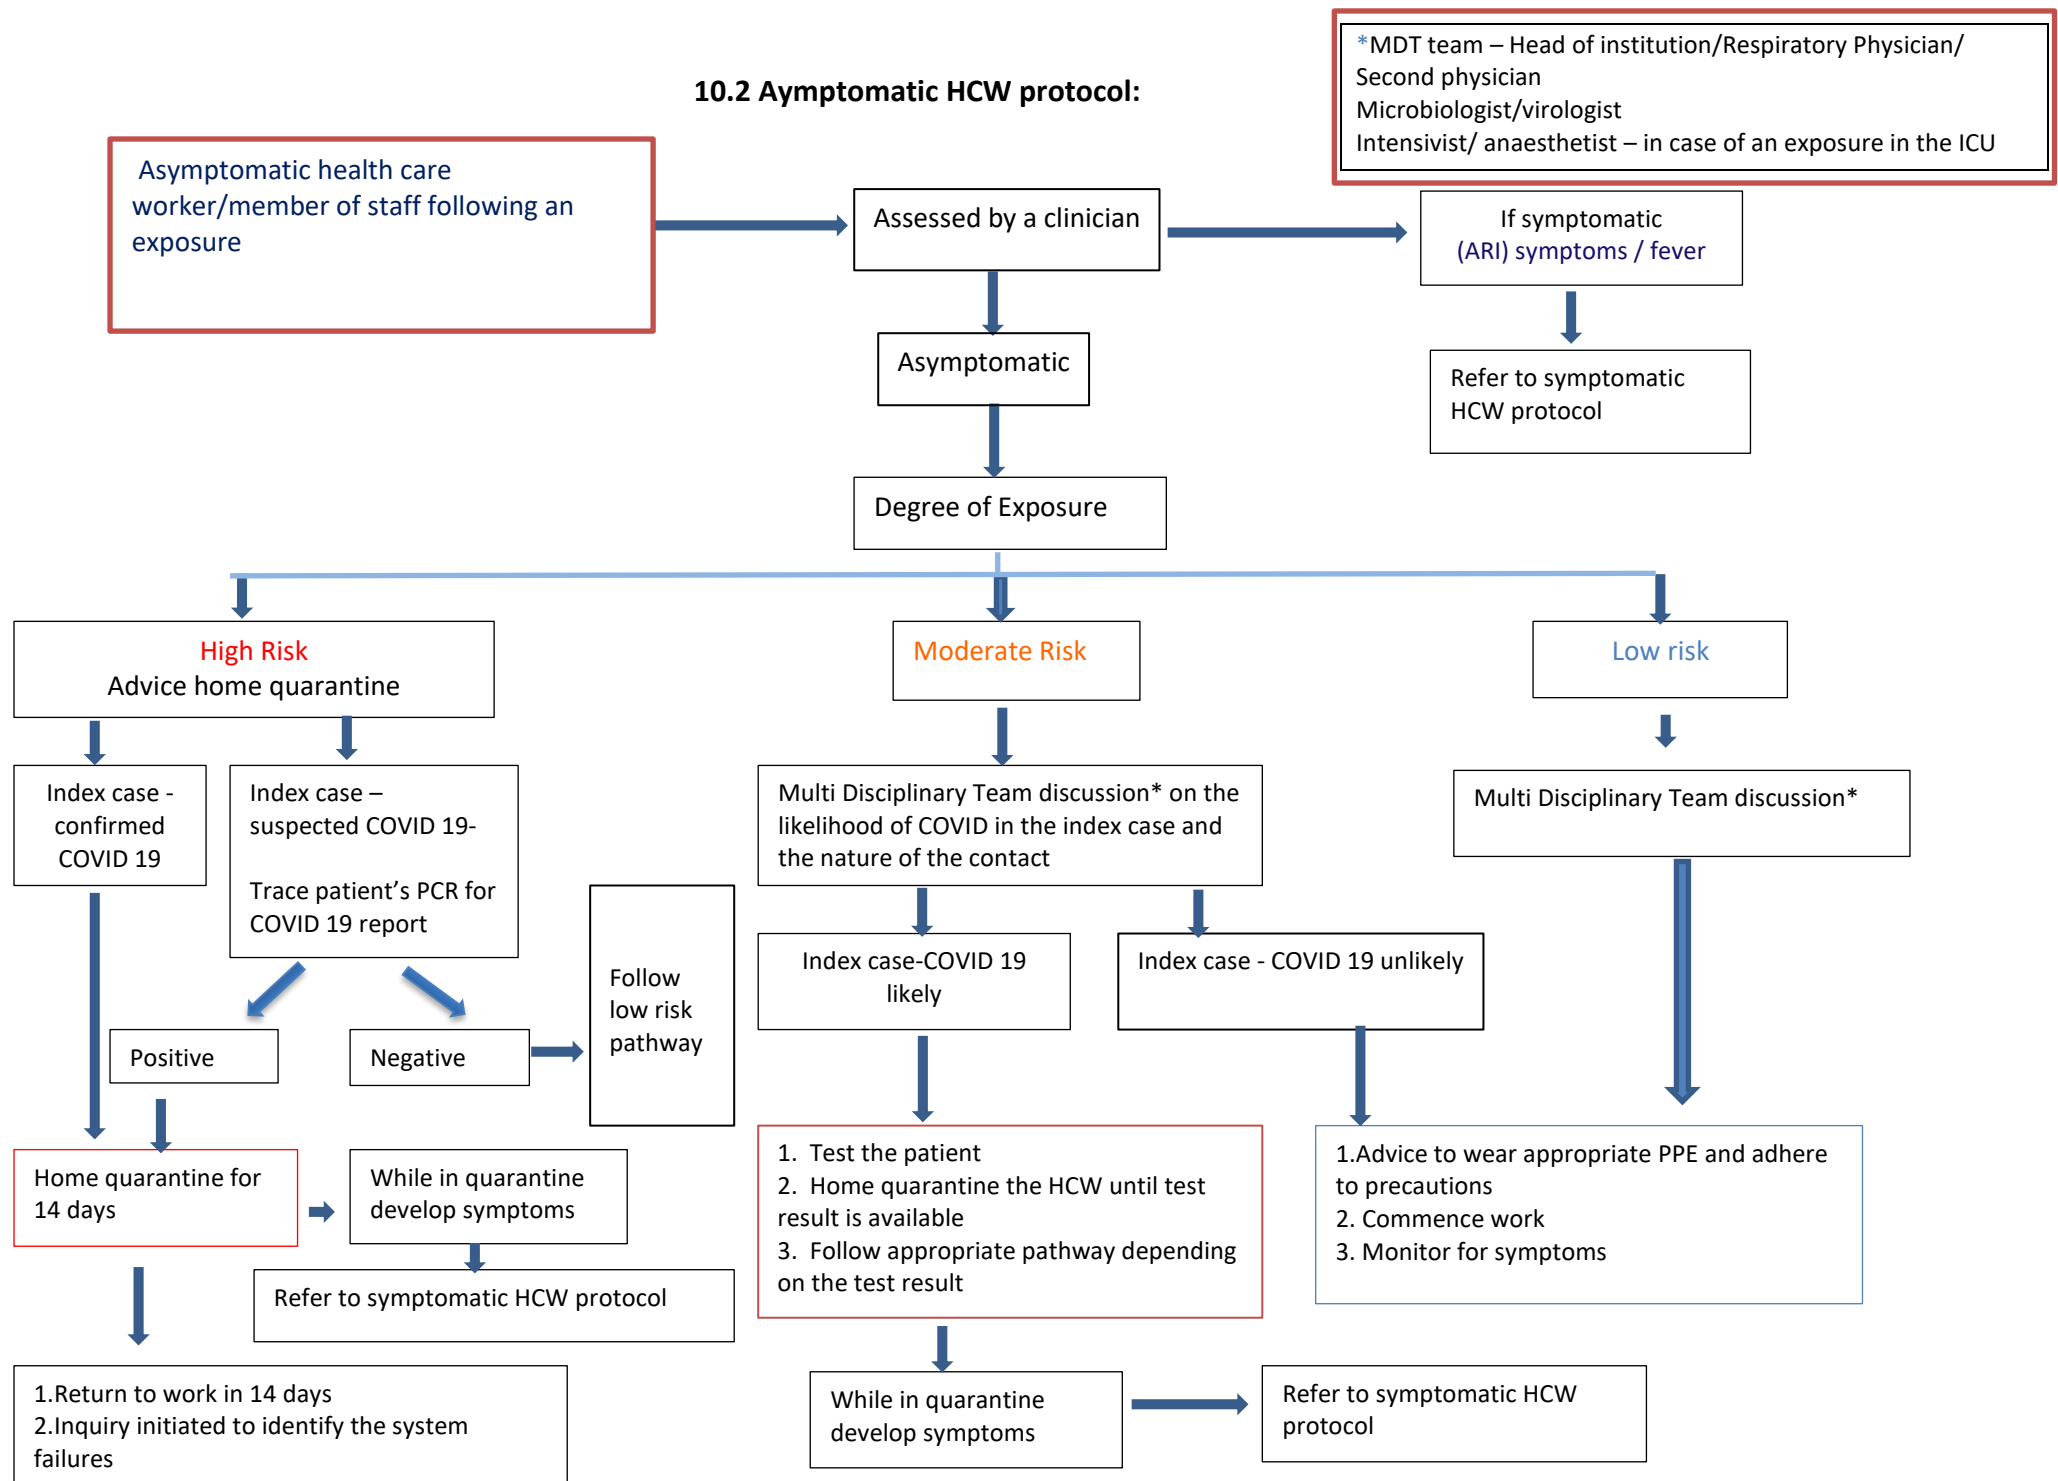 *MDT team – Head of institution/Respiratory Physician/
Second physician
Microbiologist/virologist
Intensivist/ anaesthetist – in case of an exposure in the ICU
10.2 Aymptomatic HCW protocol:
Asymptomatic health care
worker/member of staff following an
exposure
Assessed by a clinician
If symptomatic
(ARI) symptoms / fever
Asymptomatic
Refer to symptomatic
HCW protocol
Degree of Exposure
High Risk
Advice home quarantine
Moderate Risk
Low risk
Index case -
confirmed
COVID 19
Index case –
suspected COVID 19-
Trace patient’s PCR for
COVID 19 report
Multi Disciplinary Team discussion* on the
likelihood of COVID in the index case and
the nature of the contact
Multi Disciplinary Team discussion*
Follow
low risk
pathway
Index case-COVID 19
likely
Index case - COVID 19 unlikely
Positive
Negative
Home quarantine for
14 days
While in quarantine
develop symptoms
1. Test the patient
2. Home quarantine the HCW until test
result is available
3. Follow appropriate pathway depending
on the test result
1.Advice to wear appropriate PPE and adhere
to precautions
2. Commence work
3. Monitor for symptoms
Refer to symptomatic HCW protocol
1.Return to work in 14 days
2.Inquiry initiated to identify the system
failures
While in quarantine
develop symptoms
Refer to symptomatic HCW
protocol